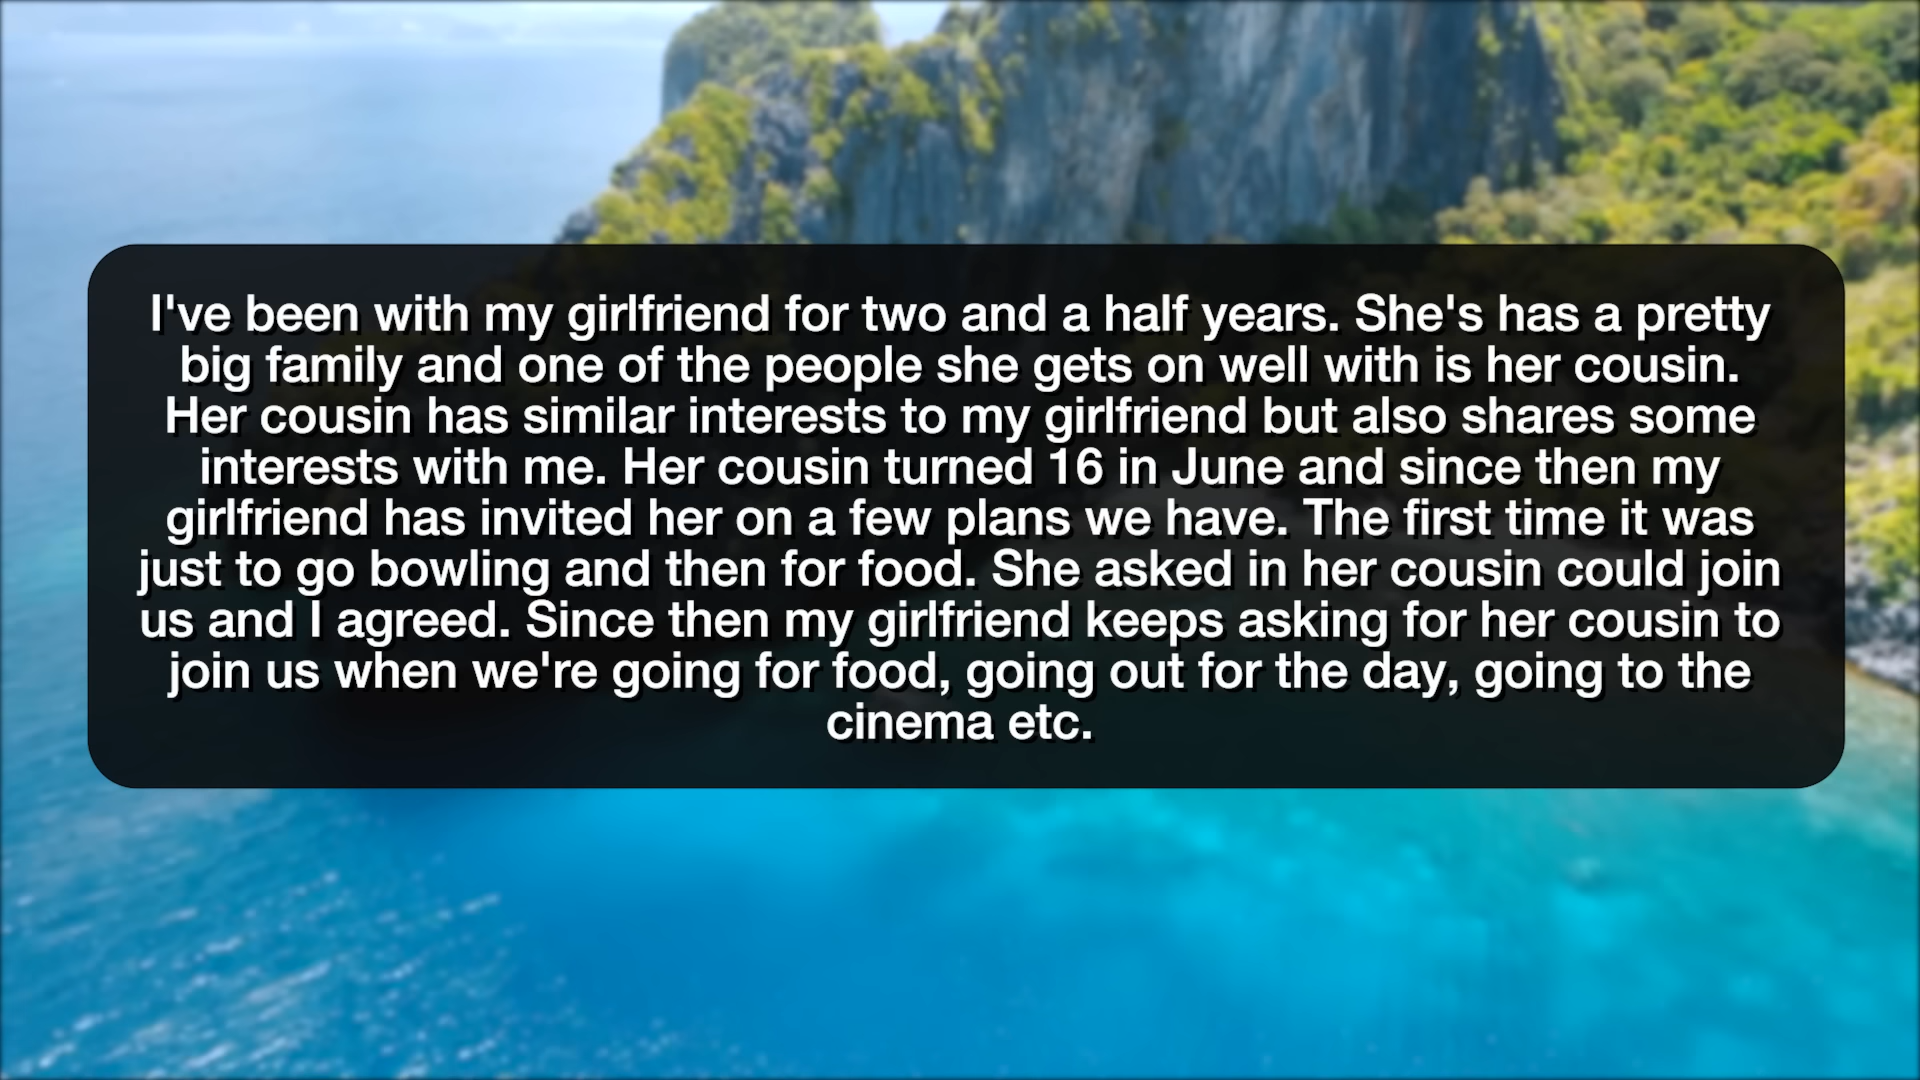 I've been with my girlfriend for two and a half years. She's has a pretty
big family and one of the people she gets on well with is her cousin.
Her cousin has similar interests to my girlfriend but also shares some
interests with me. Her cousin turned 16 in June and since then my
girlfriend has invited her on a few plans we have. The first time it was
just to go bowling and then for food. She asked in her cousin could join
us and I agreed. Since then my girlfriend keeps asking for her cousin to
join us when we're going for food, going out for the day, going to the
cinema etc.